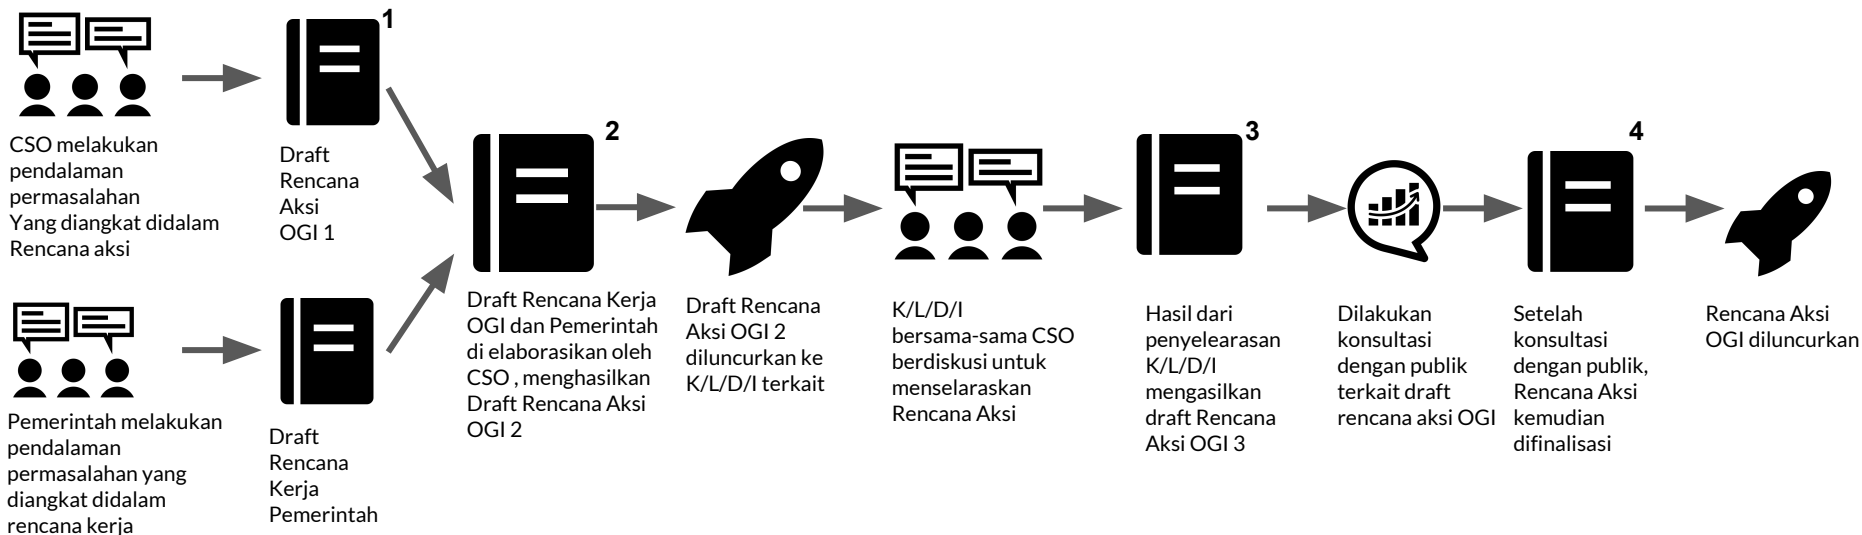 CSO melakukan
pendalaman
permasalahan
Yang diangkat didalam
Rencana aksi
1
Draft
Rencana
Aksi
OGI 1
Pemerintah melakukan
pendalaman
permasalahan yang
diangkat didalam
rencana kerja
Draft
Rencana
Kerja
Pemerintah
2
Draft Rencana Kerja
OGI dan Pemerintah
di elaborasikan oleh
CSO , menghasilkan
Draft Rencana Aksi
OGI 2
Draft Rencana
Aksi OGI 2
diluncurkan ke
K/L/D/I terkait
K/L/D/I
bersama-sama CSO
berdiskusi untuk
menselaraskan
Rencana Aksi
3
Hasil dari
penyelearasan
K/L/D/I
mengasilkan
draft Rencana
Aksi OGI 3
Dilakukan
konsultasi
dengan publik
terkait draft
rencana aksi OGI
4
Setelah
konsultasi
dengan publik,
Rencana Aksi
kemudian
difinalisasi
Rencana Aksi
OGI diluncurkan